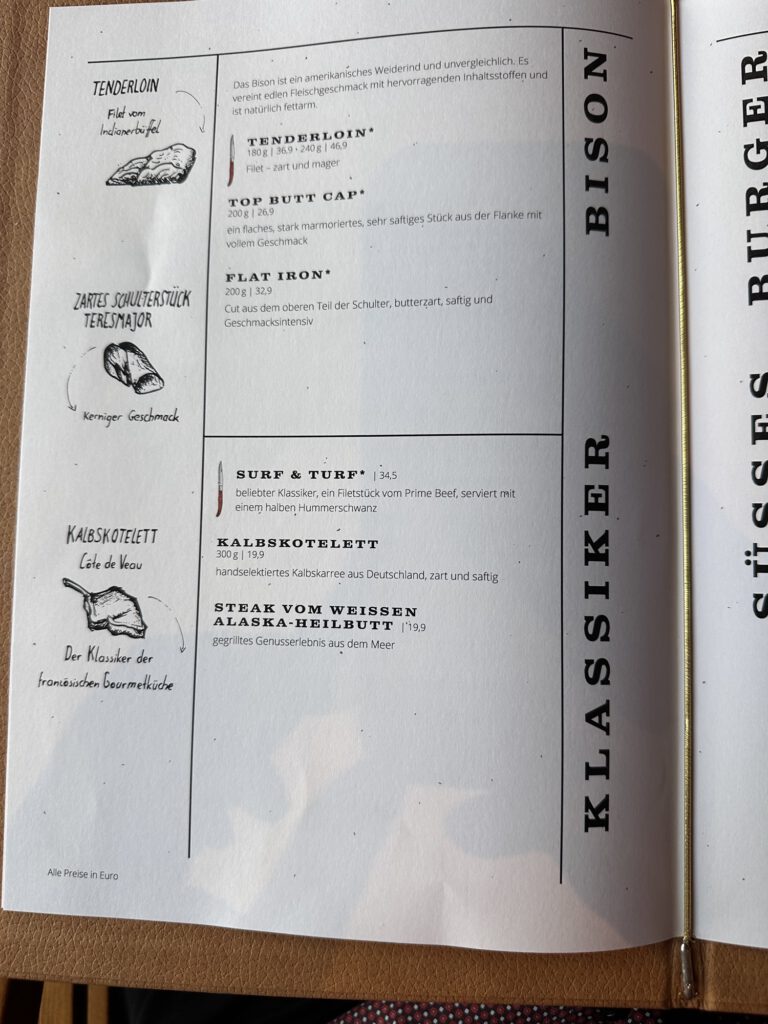 TENDERLOIN
Filet vom
Indianerbüffel
ZARTES SCHULTERSTÜCK
TERESMAJOR
Kerniger Geschmack
KALBSKOTELETT
Côte de Veau
Der Klassiker der
französischen Gourmetküche
Das Bison ist ein amerikanisches Weiderind und unvergleichlich. Es
vereint edlen Fleischgeschmack mit hervorragenden Inhaltsstoffen und
ist natürlich fettarm.
TENDERLOIN*
180 g | 36,9 • 240 g | 46,9
Filet – zart und mager
TOP BUTT CAP*
200 g | 26,9
ein flaches, stark marmoriertes, sehr saftiges Stück aus der Flanke mit
vollem Geschmack
FLAT IRON*
200 g | 32,9
Cut aus dem oberen Teil der Schulter, butterzart, saftig und
Geschmacksintensiv
BISON
SURF & TURF* | 34,5
beliebter Klassiker, ein Filetstück vom Prime Beef, serviert mit
einem halben Hummerschwanz
KALBSKOTELETT
300 g | 19,9
handselektiertes Kalbskarree aus Deutschland, zart und saftig
STEAK VOM WEISSEN
ALASKA-HEILBUTT | 19,9
gegrilltes Genusserlebnis aus dem Meer
KLASSIKER
Alle Preise in Euro
BURGER
SÜSSES